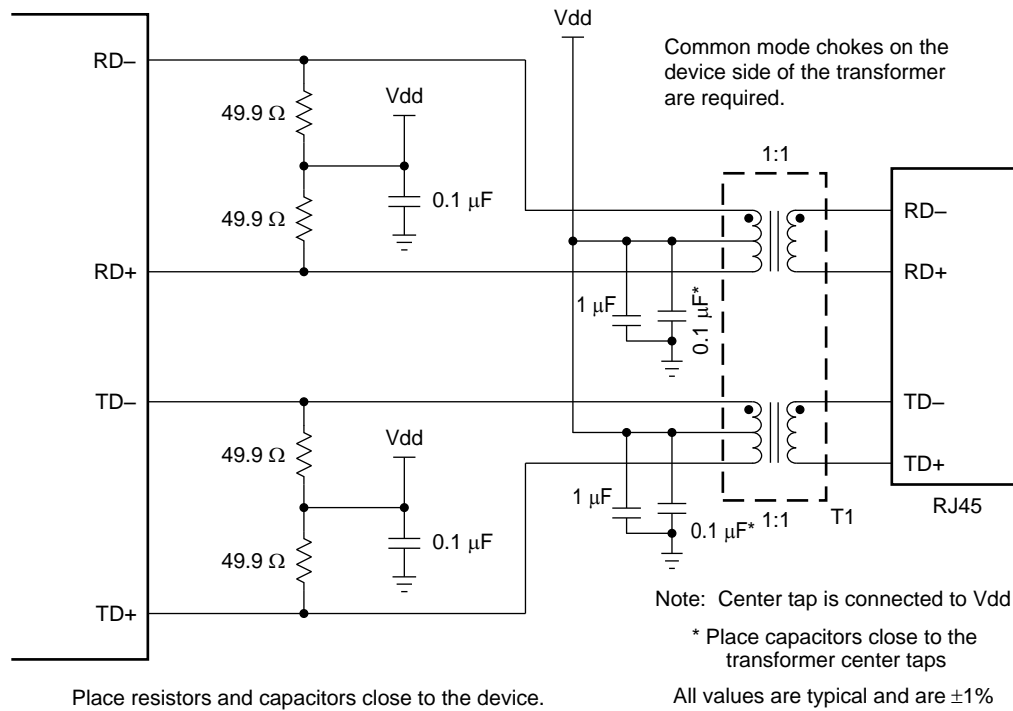 Vdd
Common mode chokes on the
device side of the transformer
are required.
RD–
49.9 Ω
Vdd
0.1 µF
49.9 Ω
RD+
1:1
RD–
RD+
1 µF
0.1 µF*
TD–
49.9 Ω
Vdd
0.1 µF
49.9 Ω
TD+
1 µF
0.1 µF*
1:1
T1
TD–
TD+
RJ45
Note: Center tap is connected to Vdd
* Place capacitors close to the
transformer center taps
Place resistors and capacitors close to the device.
All values are typical and are ±1%